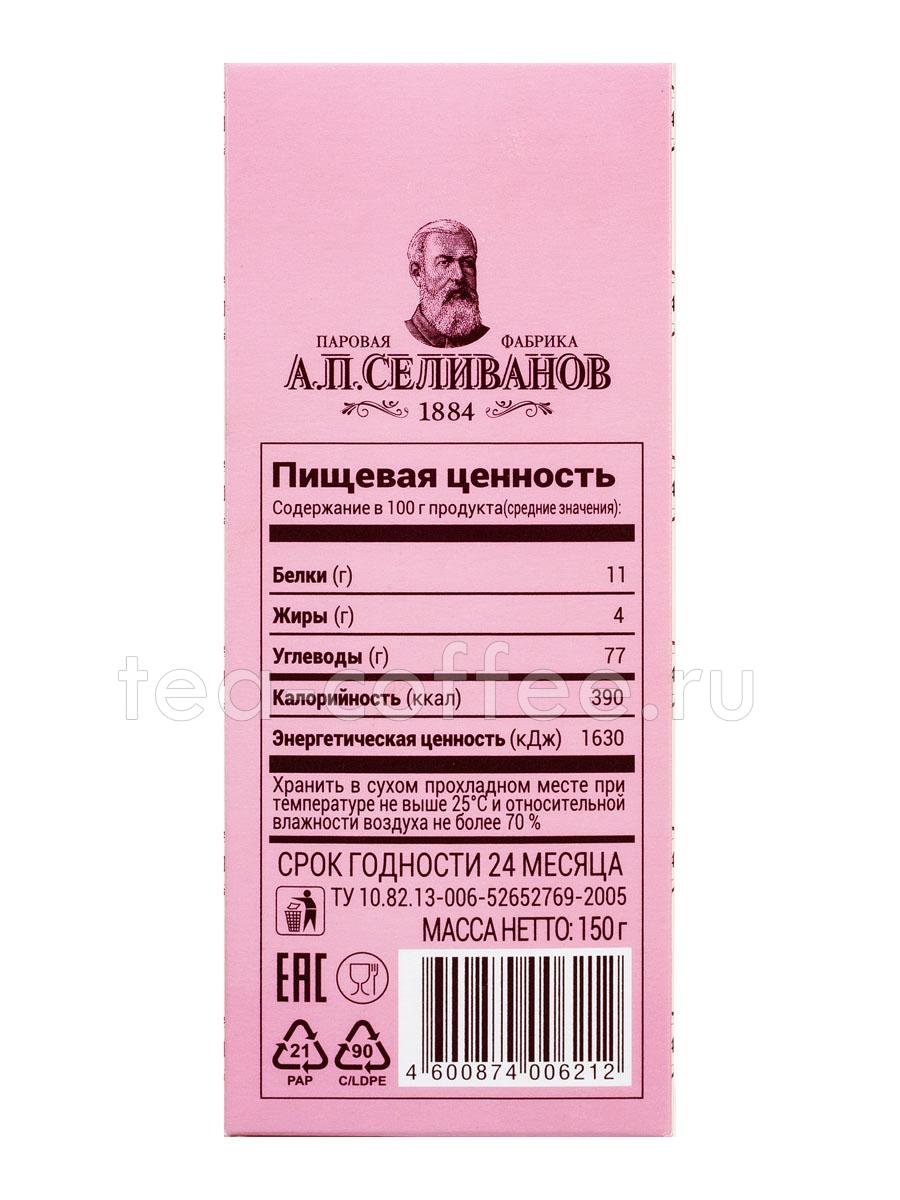 ПАРОВАЯ ФАБРИКА
А.П.СЕЛИВАНОВ
1884
Пищевая ценность
Содержание в 100 г продукта(средние значения):
Белки (г) 11
Жиры (г) 4
Углеводы (г) 77
tea-coffee.ru
Калорийность (ккал) 390
Энергетическая ценность (кДж) 1630
Хранить в сухом прохладном месте при
температуре не выше 25°С и относительной
влажности воздуха не более 70 %
СРОК ГОДНОСТИ 24 МЕСЯЦА
ТУ 10.82.13-006-52652769-2005
МАССА НЕТТО: 150 г
EAC
21 90
PAP C/LDPE
4 600874 006212